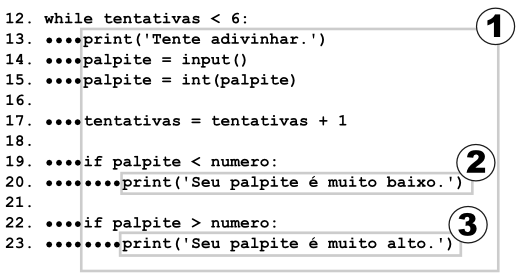 12. while tentativas < 6:
①
13. ●●●●print('Tente adivinhar.')
14. ●●●●palpite = input()
15. ●●●●palpite = int(palpite)
16.
17. ●●●●tentativas = tentativas + 1
18.
19. ●●●●if palpite < numero:
②
20. ●●●●●●●●print('Seu palpite é muito baixo.')
21.
22. ●●●●if palpite > numero:
③
23. ●●●●●●●●print('Seu palpite é muito alto.')